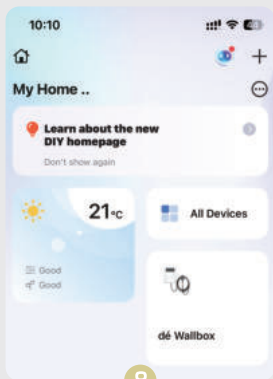 10:10
44
My Home ..
Learn about the new
DIY homepage
Don't show again
21°C
All Devices
Good
Good
dé Wallbox